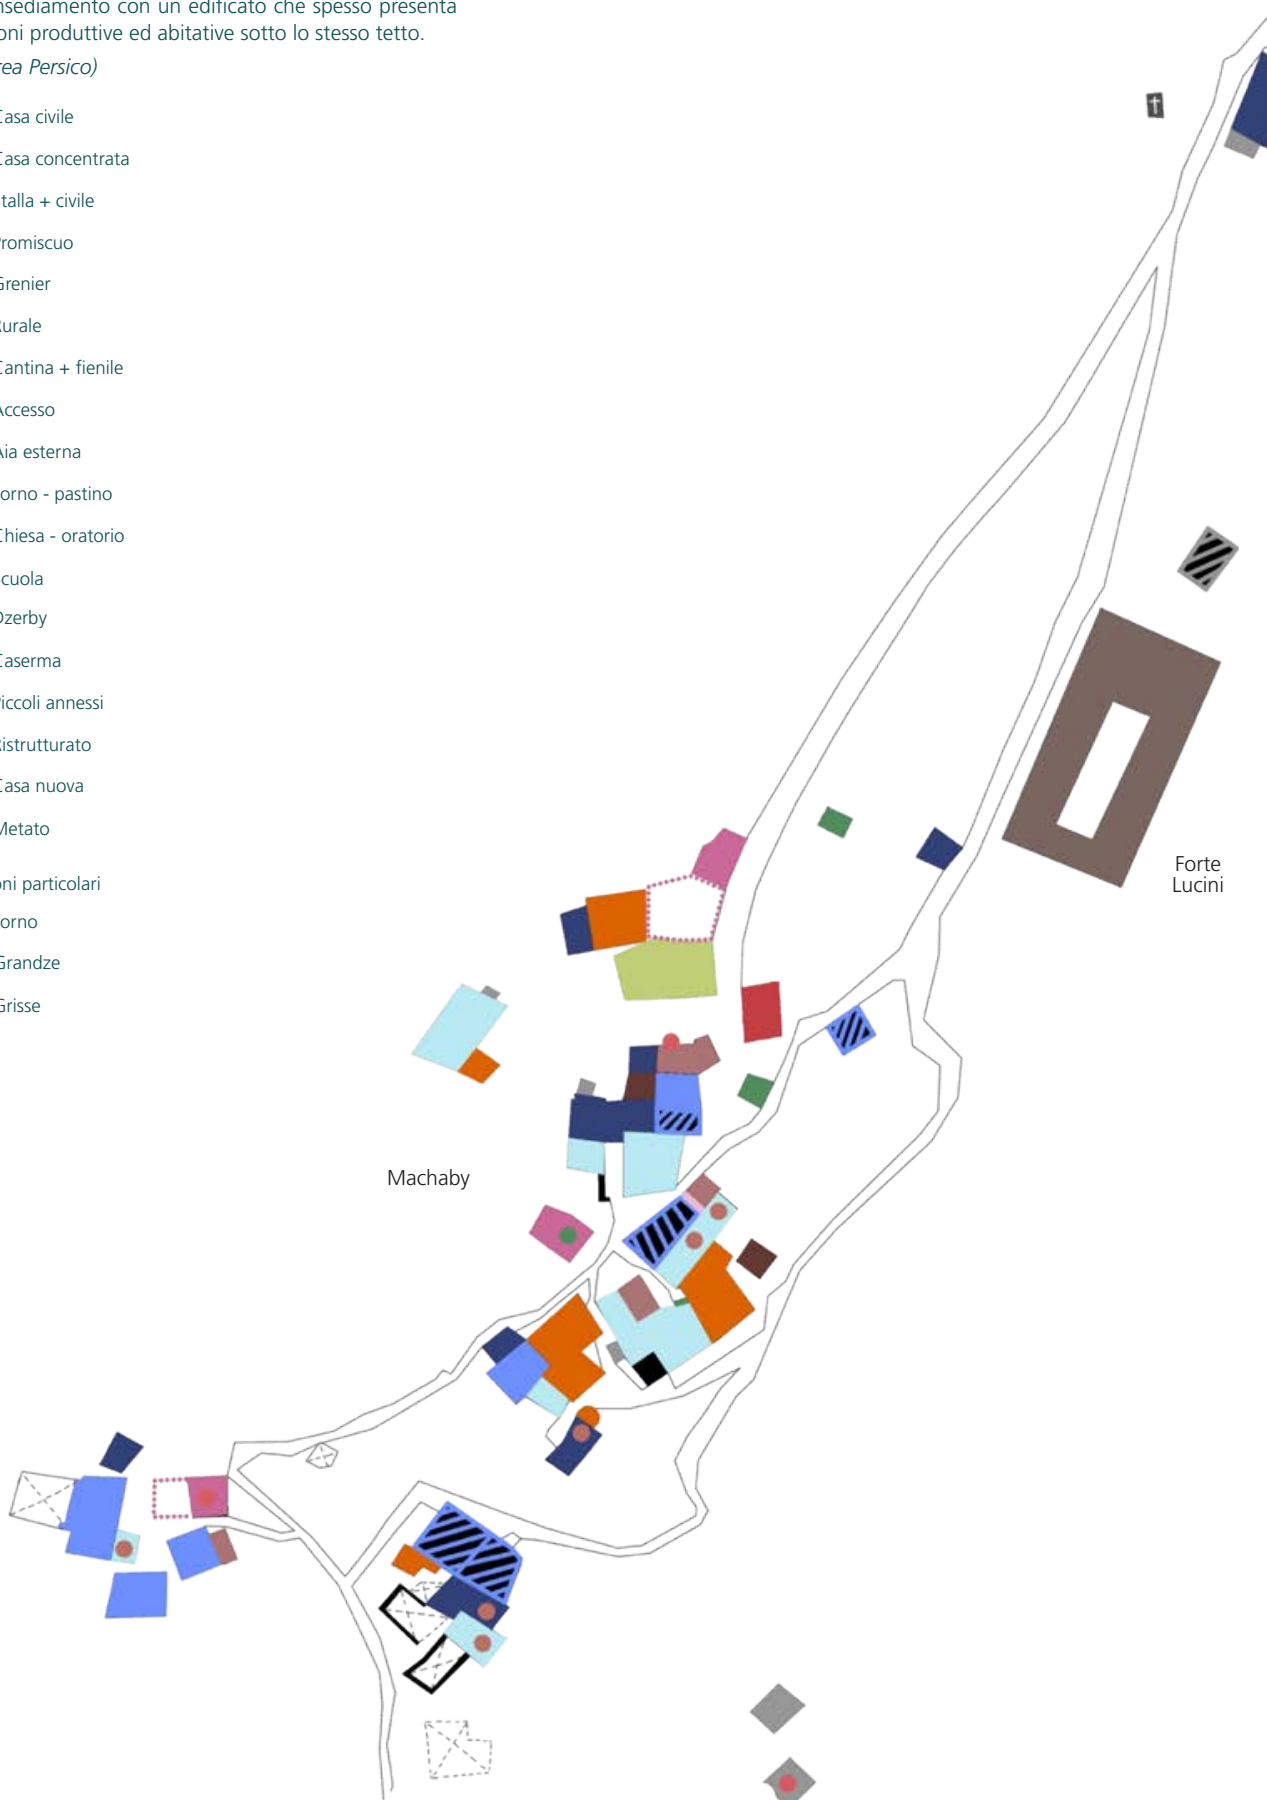 nsediamento con un edificato che spesso presenta
oni produttive ed abitative sotto lo stesso tetto.
rea Persico)
Casa civile
Casa concentrata
talla + civile
romiscuo
Grenier
Rurale
Cantina + fienile
Accesso
Aia esterna
orno - pastino
Chiesa - oratorio
cuola
Dzerby
Caserma
iccoli annessi
Ristrutturato
Casa nuova
Metato
oni particolari
orno
Grandze
Grisse
Forte
Lucini
Machaby